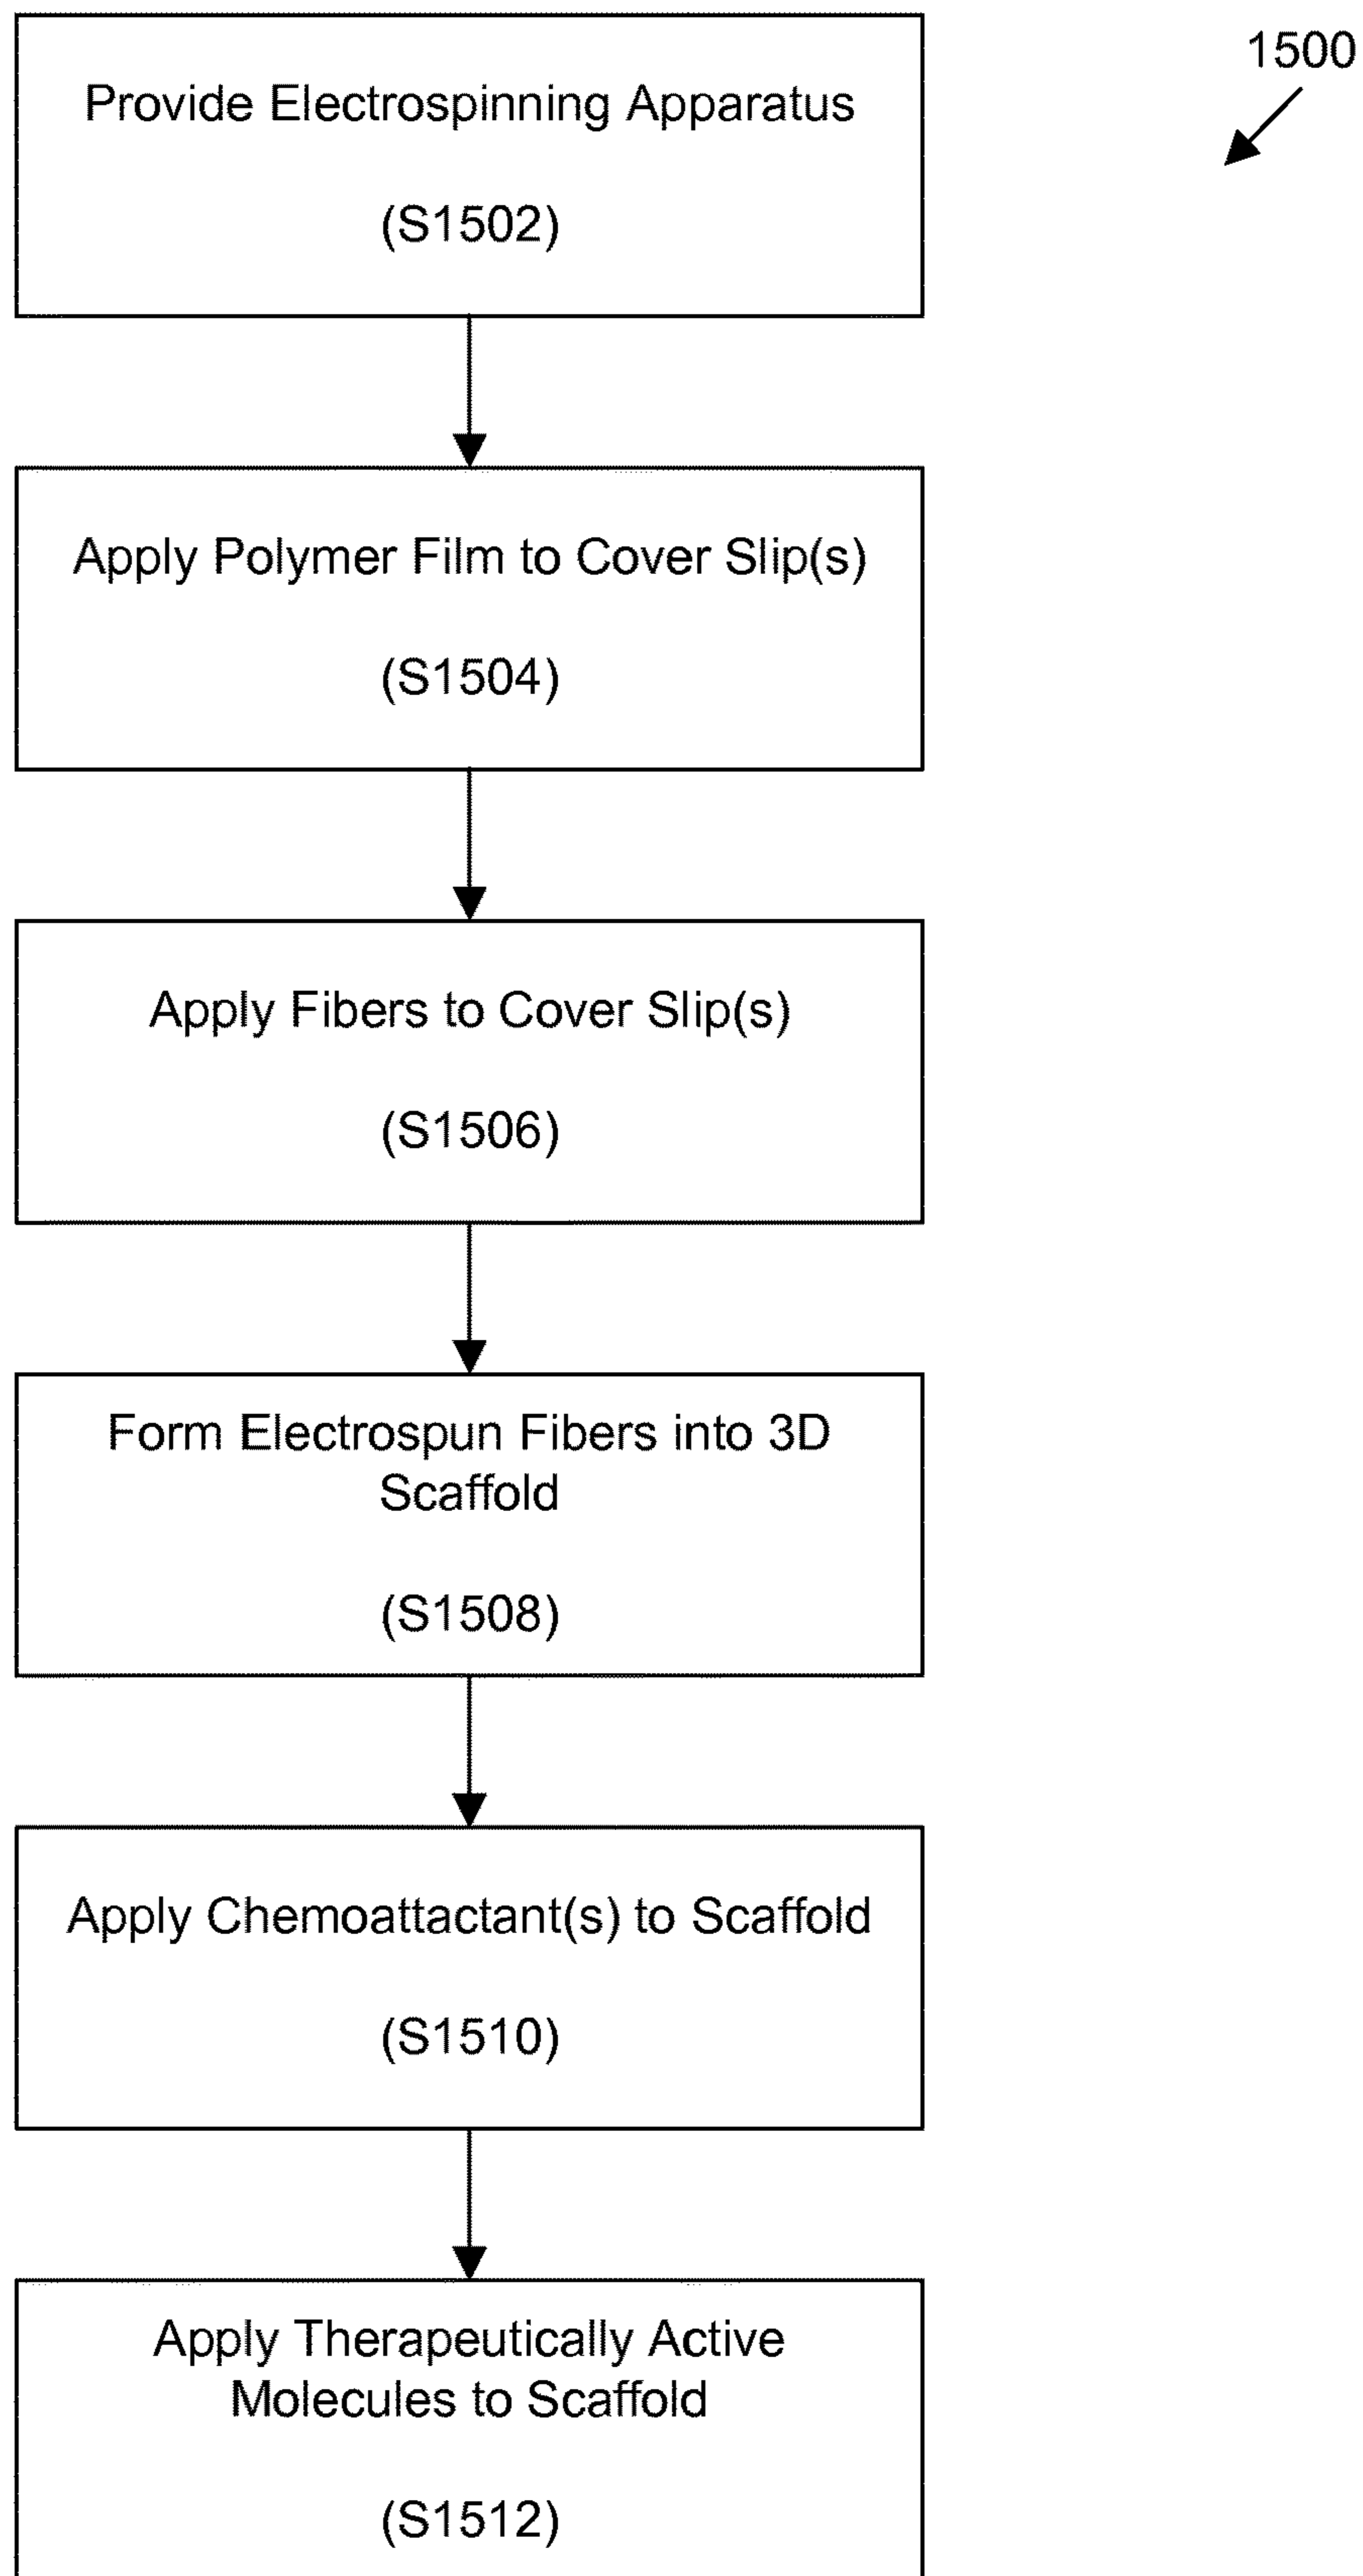 1500
Provide Electrospinning Apparatus
(S1502)
Apply Polymer Film to Cover Slip(s)
(S1504)
Apply Fibers to Cover Slip(s)
(S1506)
Form Electrospun Fibers into 3D
Scaffold
(S1508)
Apply Chemoattactant(s) to Scaffold
(S1510)
Apply Therapeutically Active
Molecules to Scaffold
(S1512)